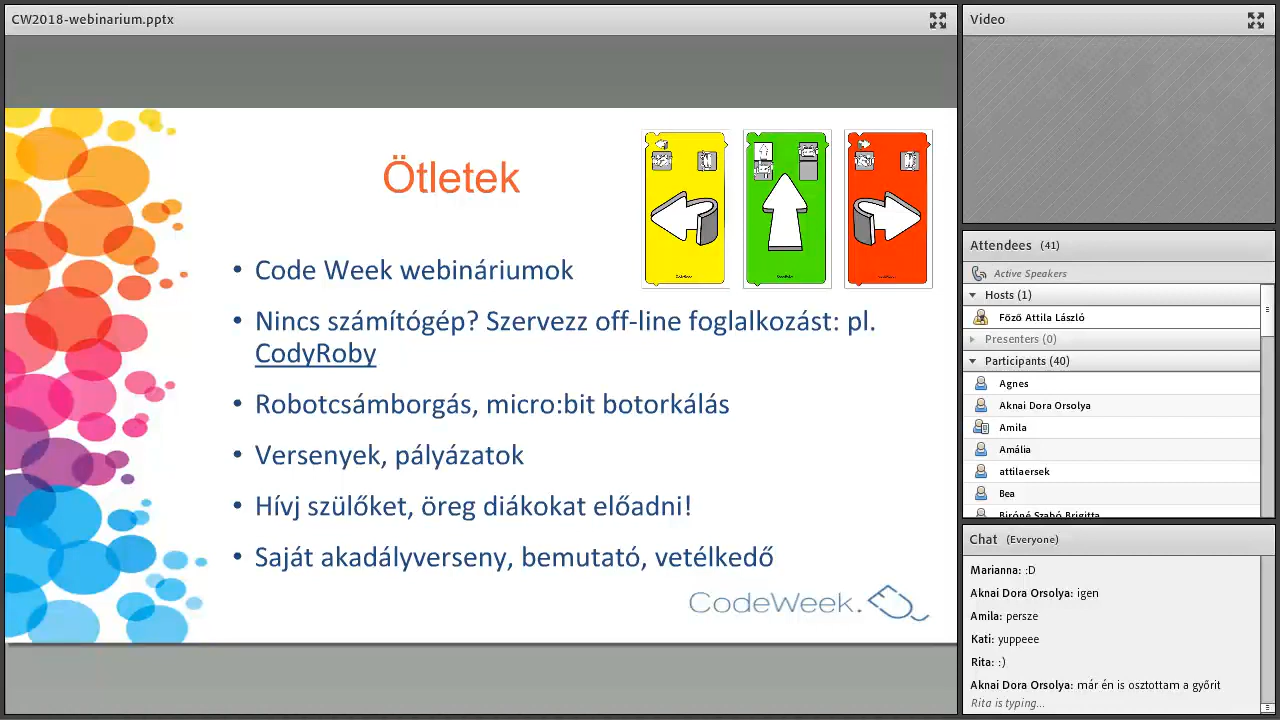 CW2018-webinarium.pptx
Ötletek
• Code Week webináriumok
• Nincs számítógép? Szervezz off-line foglalkozást: pl.
CodyRoby
• Robotcsámborgás, micro:bit botorkálás
• Versenyek, pályázatok
• Hívj szülőket, öreg diákokat előadni!
• Saját akadályverseny, bemutató, vetélkedő
CodeWeek.EU
Video
Attendees (41)
Active Speakers
Hosts (1)
Főző Attila László
Presenters (0)
Participants (40)
Agnes
Aknai Dora Orsolya
Amila
Amália
attilaersek
Bea
Biróné Szabó Brigitta
Chat (Everyone)
Marianna: :D
Aknai Dora Orsolya: igen
Amila: persze
Kati: yuppeee
Rita: :)
Aknai Dora Orsolya: már én is osztottam a győrit
Rita is typing...